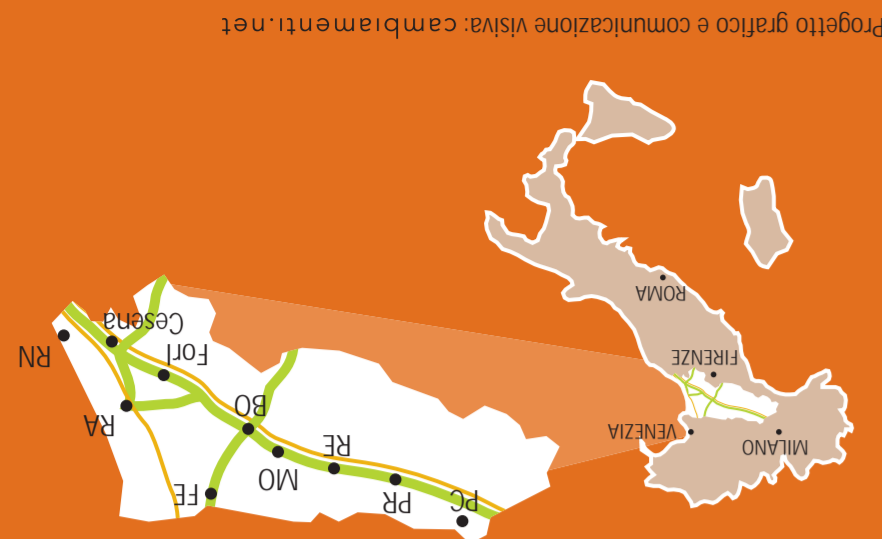 MILANO
VENEZIA
FIRENZE
ROMA
PC
PR
RE
MO
FE
BO
RA
Forlì
Cesena
RN
Progetto grafico e comunicazione visiva: cambiamenti.net